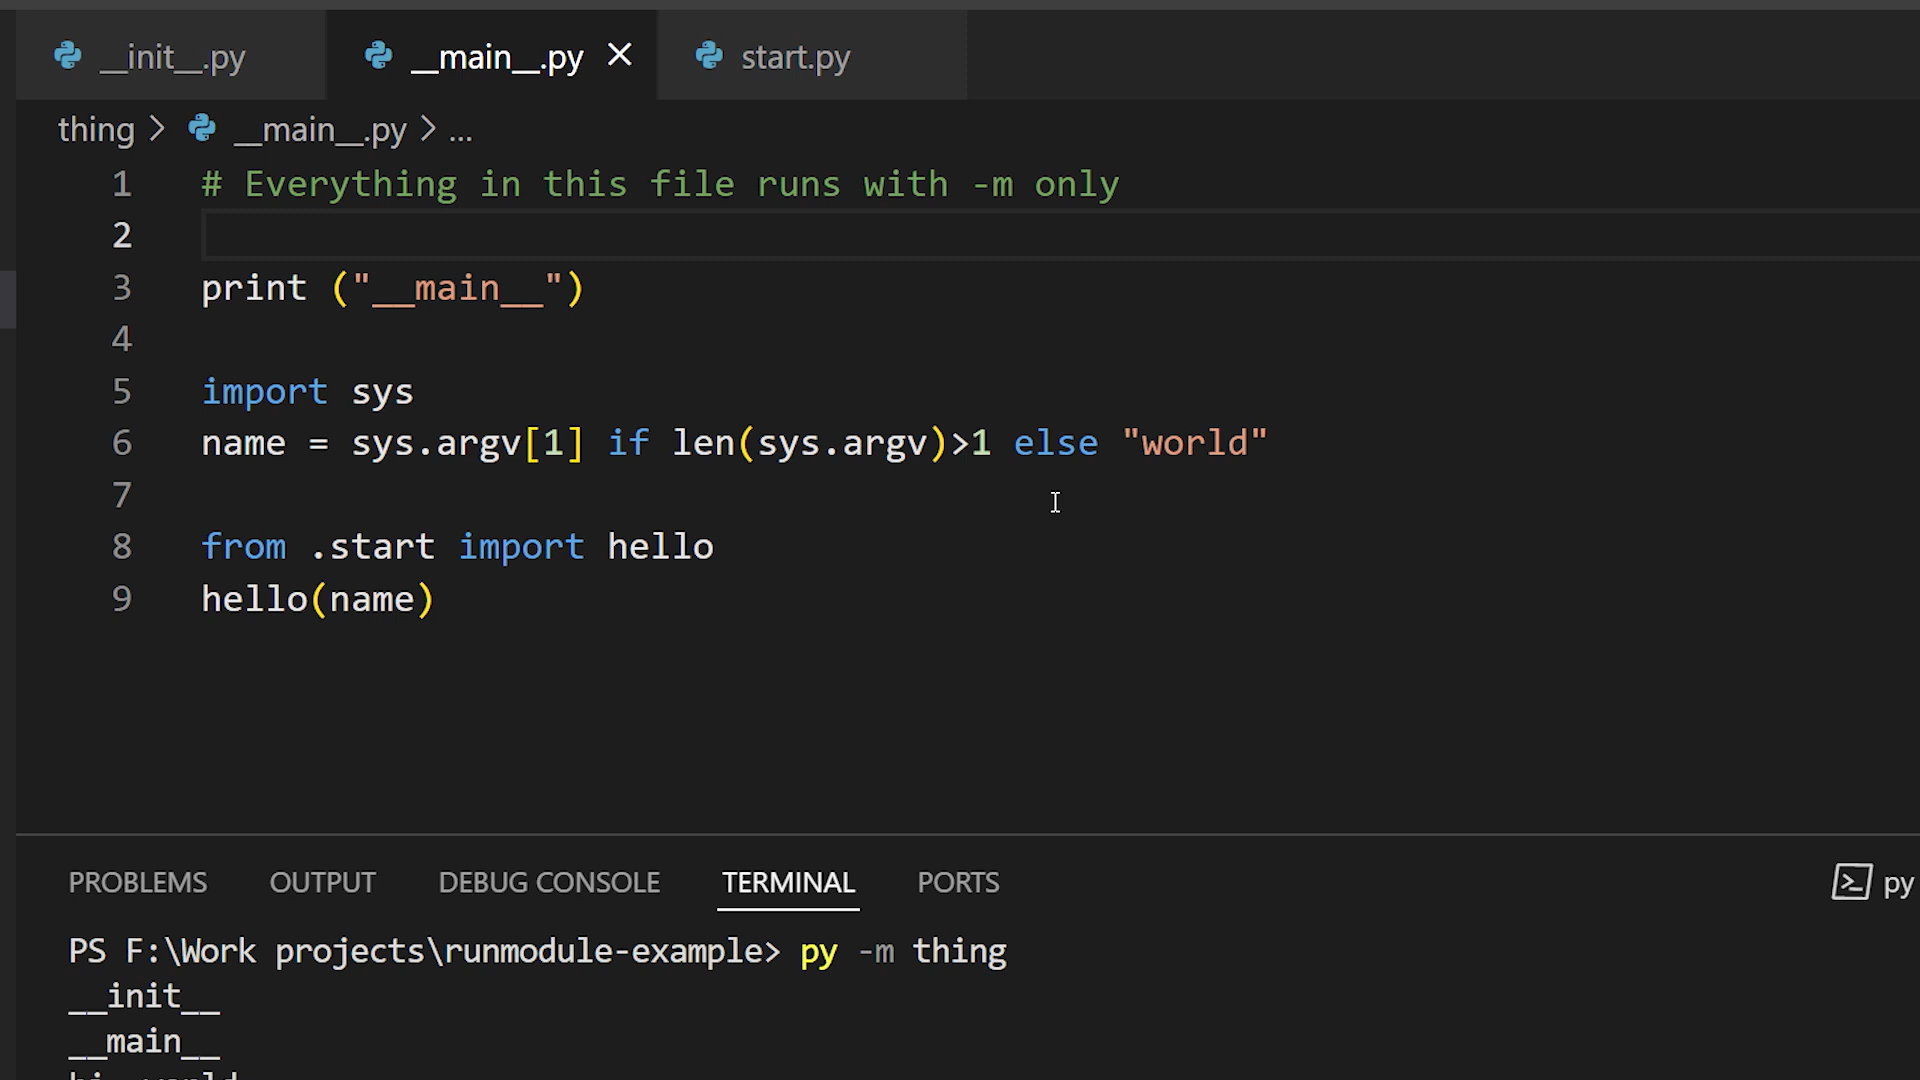 __init__.py __main__.py start.py
thing > __main__.py > ...
1 # Everything in this file runs with -m only
2
3 print ("__main__")
4
5 import sys
6 name = sys.argv[1] if len(sys.argv)>1 else "world"
7
8 from .start import hello
9 hello(name)
PROBLEMS OUTPUT DEBUG CONSOLE TERMINAL PORTS py
PS F:\Work projects\runmodule-example> py -m thing
__init__
__main__